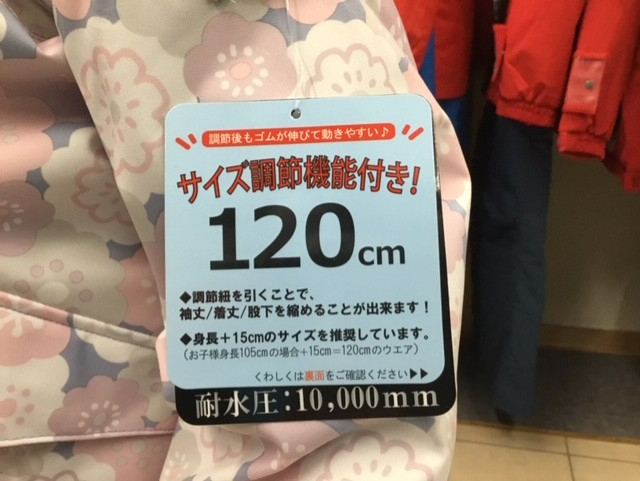 調節後もゴムが伸びて動きやすい♪
サイズ調節機能付き!
120cm
◆調節紐を引くことで、
袖丈/着丈/股下を縮めることが出来ます!
◆身長+15cmのサイズを推奨しています。
(お子様身長105cmの場合+15cm=120cmのウエア)
くわしくは裏面をご確認ください▶▶
耐水圧:10,000mm